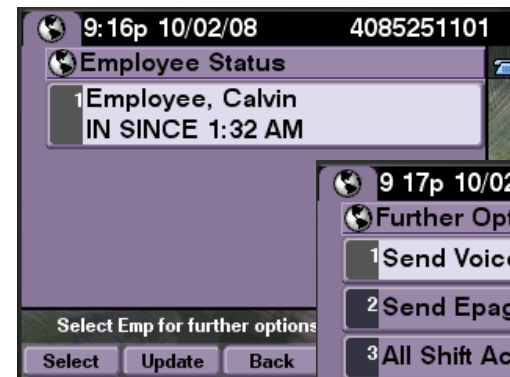 9:16p 10/02/08 4085251101
Employee Status
1 Employee, Calvin
IN SINCE 1:32 AM
Select Emp for further options
Select Update Back
9 17p 10/02
Further Opt
1 Send Voice
2 Send Epag
3 All Shift Ac